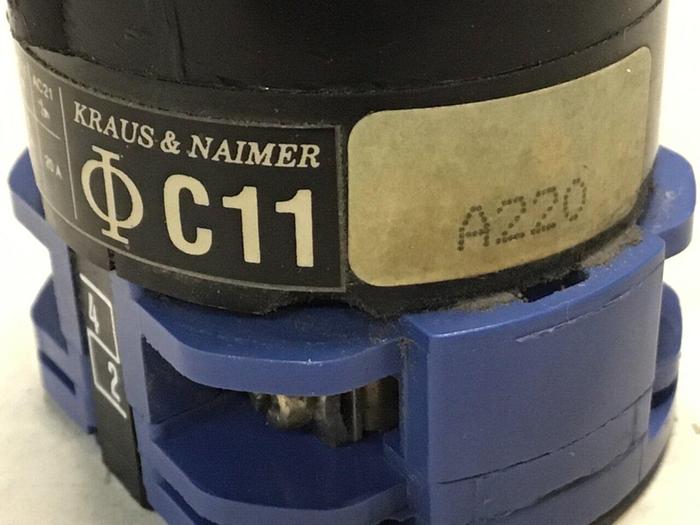 AC21
20 A
KRAUS & NAIMER
Φ C11
A220
4
2